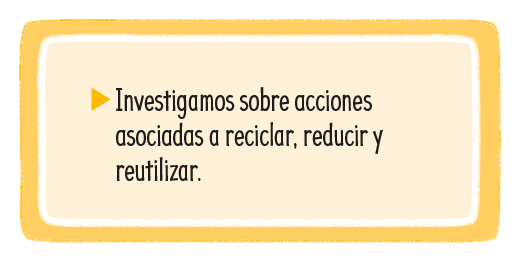 Investigamos sobre acciones
asociadas a reciclar, reducir y
reutilizar.